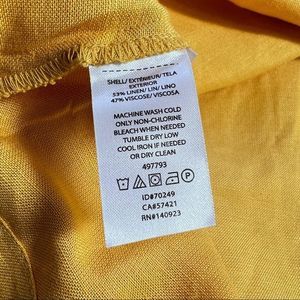 SHELL/ EXTÉRIEUR/ TELA
EXTERIOR
53% LINEN/ LIN/ LINO
47% VISCOSE/ VISCOSA
MACHINE WASH COLD
ONLY NON-CHLORINE
BLEACH WHEN NEEDED
TUMBLE DRY LOW
COOL IRON IF NEEDED
OR DRY CLEAN
497793
ID#70249
CA#57421
RN#140923